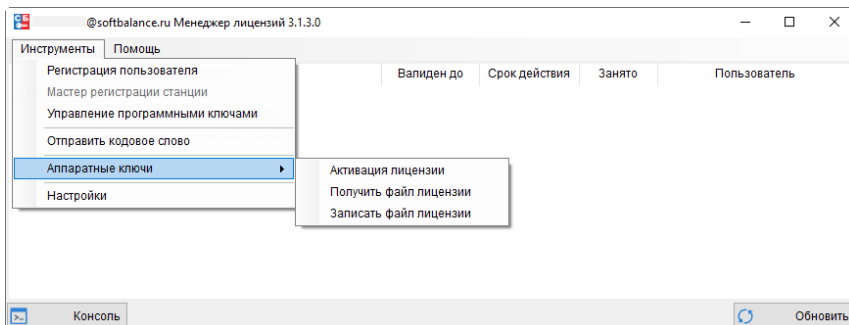 СБ @softbalance.ru Менеджер лицензий 3.1.3.0
Инструменты Помощь
Регистрация пользователя
Мастер регистрации станции
Управление программными ключами
Отправить кодовое слово
Аппаратные ключи
Настройки
Активация лицензии
Получить файл лицензии
Записать файл лицензии
Валиден до Срок действия Занято Пользователь
Консоль Обновить